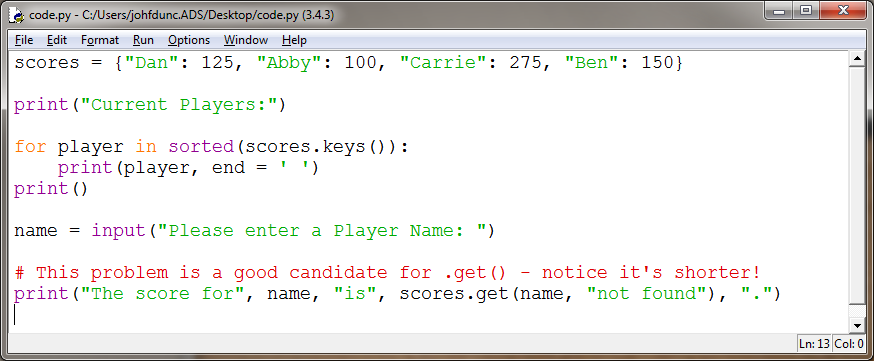 code.py - C:/Users/johfdunc.ADS/Desktop/code.py (3.4.3)
File Edit Format Run Options Window Help
scores = {"Dan": 125, "Abby": 100, "Carrie": 275, "Ben": 150}
print("Current Players:")
for player in sorted(scores.keys()):
    print(player, end = ' ')
print()
name = input("Please enter a Player Name: ")
# This problem is a good candidate for .get() - notice it's shorter!
print("The score for", name, "is", scores.get(name, "not found"), ".")
Ln: 13 Col: 0